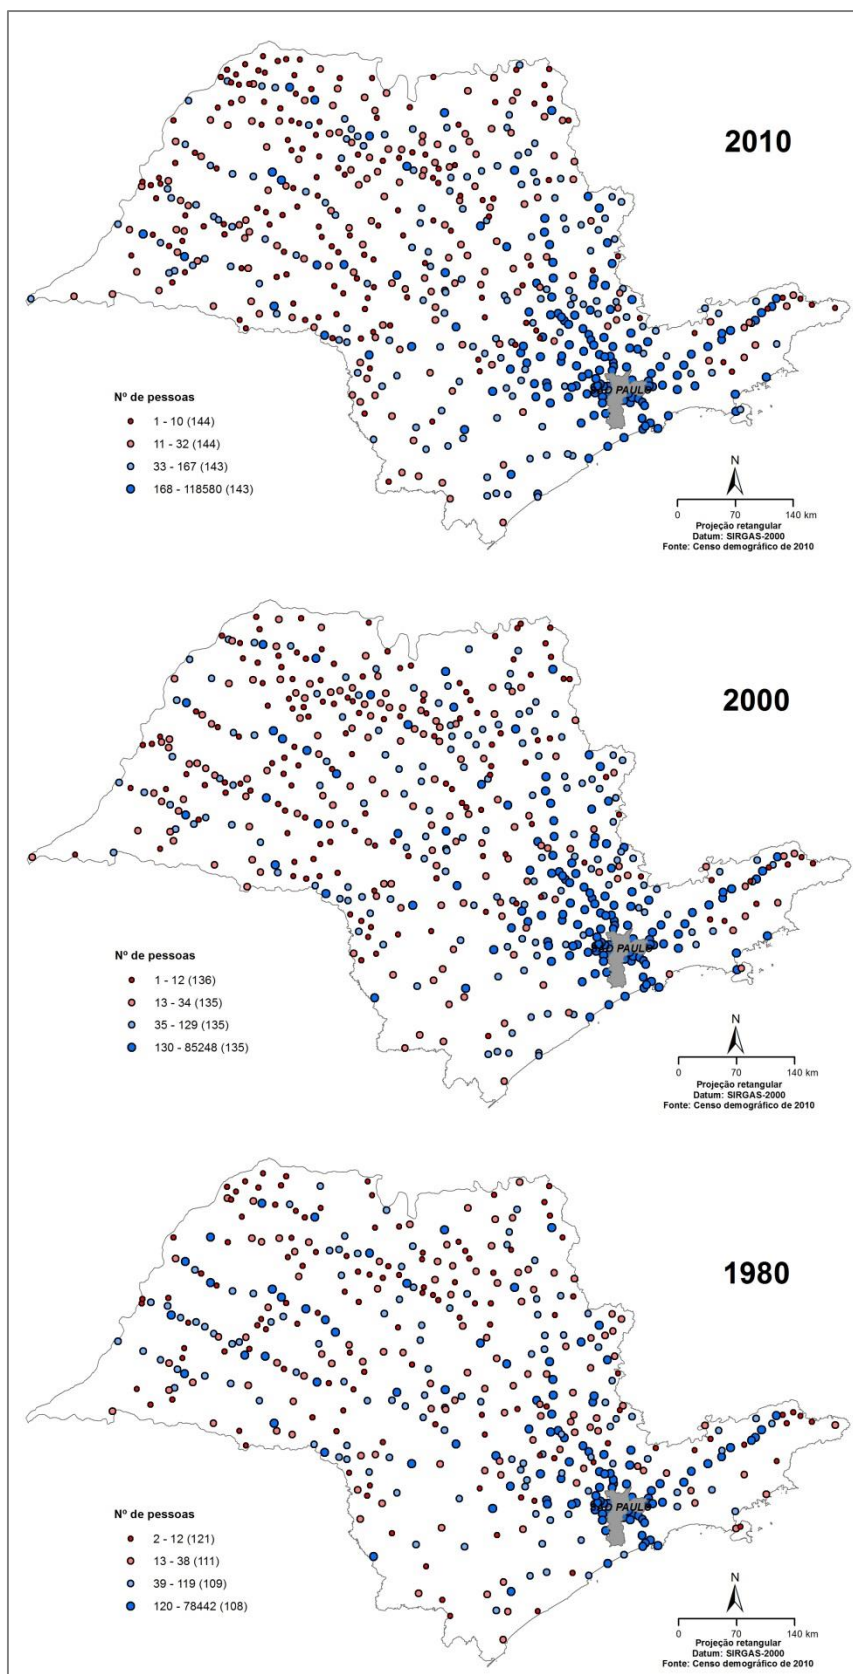 2010
SÃO PAULO
Nº de pessoas
1 - 10 (144)
11 - 32 (144)
33 - 167 (143)
168 - 118580 (143)
N
0 70 140 km
Projeção retangular
Datum: SIRGAS-2000
Fonte: Censo demográfico de 2010
2000
SÃO PAULO
Nº de pessoas
1 - 12 (136)
13 - 34 (135)
35 - 129 (135)
130 - 85248 (135)
N
0 70 140 km
Projeção retangular
Datum: SIRGAS-2000
Fonte: Censo demográfico de 2010
1980
SÃO PAULO
Nº de pessoas
2 - 12 (121)
13 - 38 (111)
39 - 119 (109)
120 - 78442 (108)
N
0 70 140 km
Projeção retangular
Datum: SIRGAS-2000
Fonte: Censo demográfico de 2010